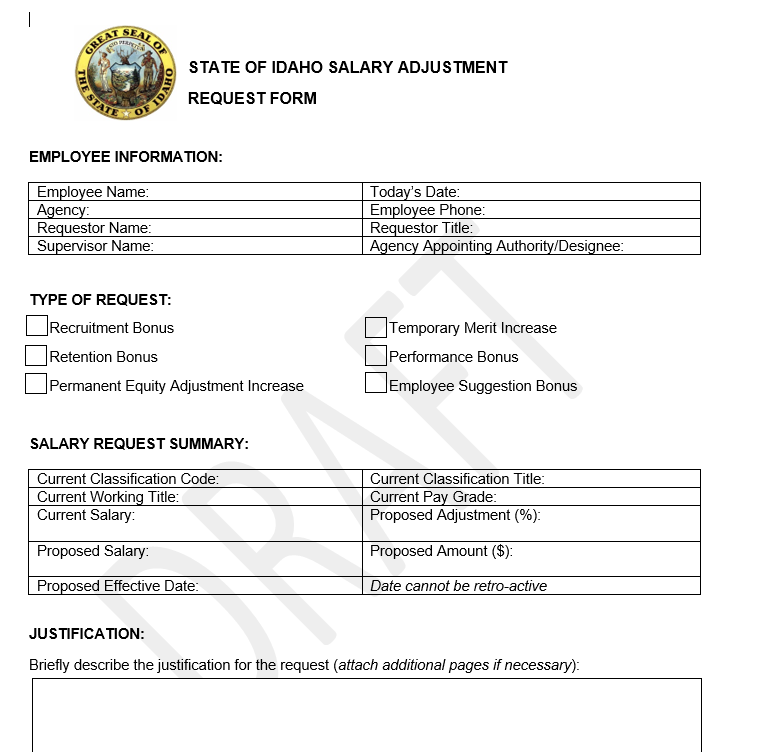 GREAT SEAL OF
THE STATE OF IDAHO
STATE OF IDAHO SALARY ADJUSTMENT
REQUEST FORM
EMPLOYEE INFORMATION:
Employee Name: Today's Date:
Agency: Employee Phone:
Requestor Name: Requestor Title:
Supervisor Name: Agency Appointing Authority/Designee:
TYPE OF REQUEST:
Recruitment Bonus Temporary Merit Increase
Retention Bonus Performance Bonus
Permanent Equity Adjustment Increase Employee Suggestion Bonus
SALARY REQUEST SUMMARY:
Current Classification Code: Current Classification Title:
Current Working Title: Current Pay Grade:
Current Salary: Proposed Adjustment (%):
Proposed Salary: Proposed Amount ($):
Proposed Effective Date: Date cannot be retro-active
JUSTIFICATION:
Briefly describe the justification for the request (attach additional pages if necessary):
DRAFT